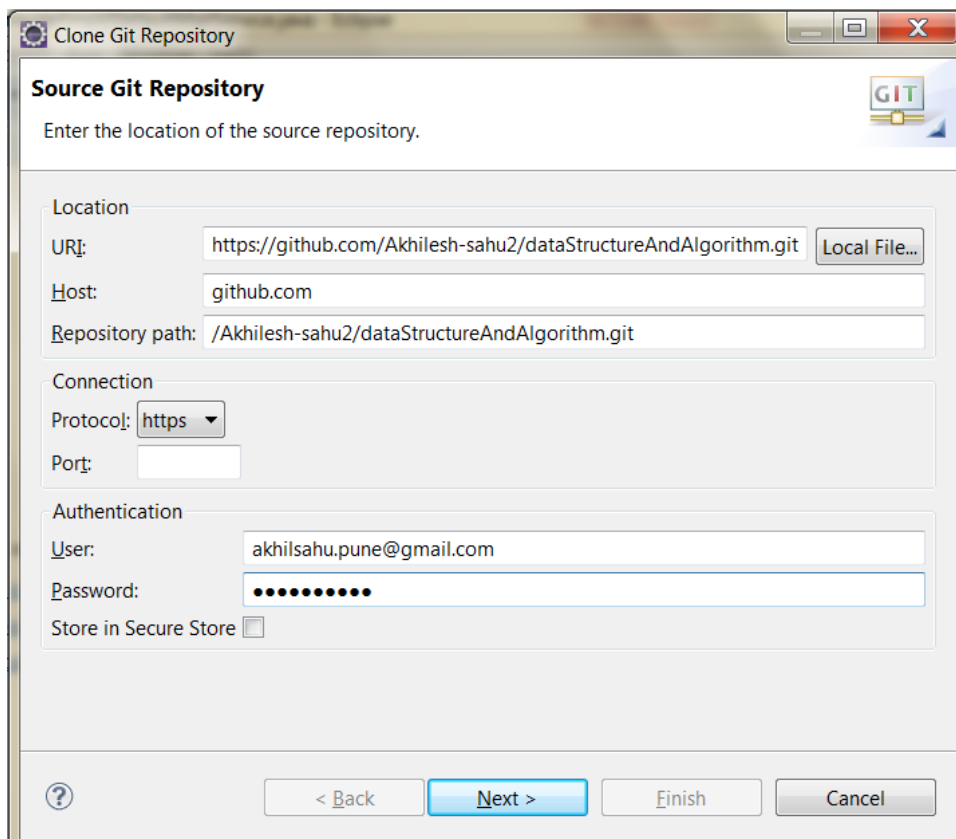 Clone Git Repository
Source Git Repository
GIT
Enter the location of the source repository.
Location
URI: https://github.com/Akhilesh-sahu2/dataStructureAndAlgorithm.git Local File...
Host: github.com
Repository path: /Akhilesh-sahu2/dataStructureAndAlgorithm.git
Connection
Protocol: https
Port:
Authentication
User: akhilsahu.pune@gmail.com
Password: ●●●●●●●●●●
Store in Secure Store
? < Back Next > Finish Cancel